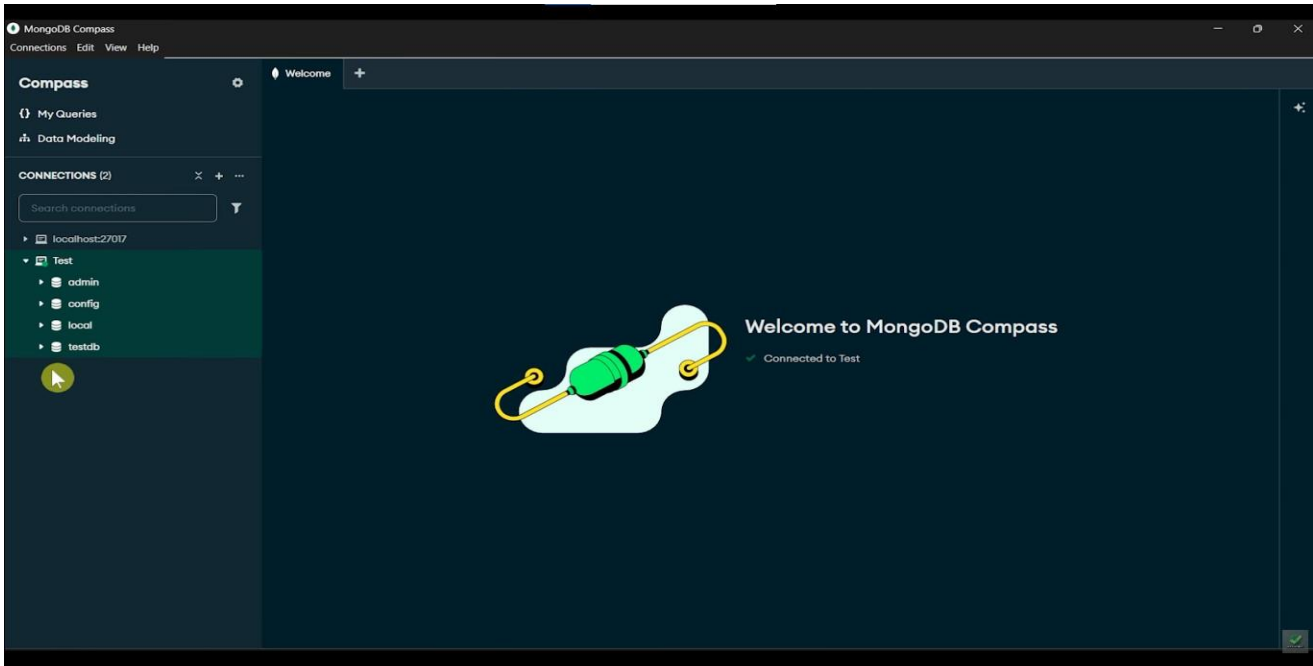 MongoDB Compass
Connections Edit View Help
Compass
Welcome
{} My Queries
Data Modeling
CONNECTIONS (2)
Search connections
localhost:27017
Test
admin
config
local
testdb
Welcome to MongoDB Compass
Connected to Test